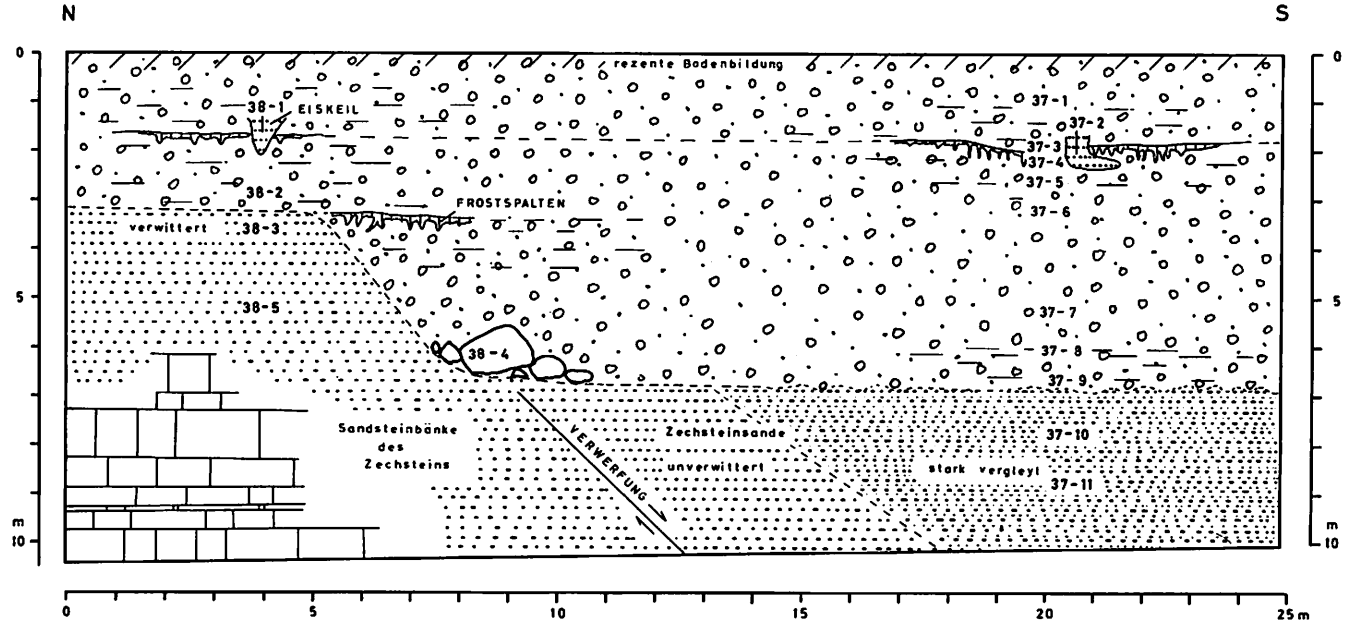 N
S
0
0
rezente Bodenbildung
38-1
EISKEIL
37-1
37-2
37-3
37-4
38-2
37-5
FROSTSPALTEN
37-6
verwittert
38-3
5
38-5
5
37-7
38-4
37-8
37-9
Sandsteinbänke
des
Zechsteins
VERWERFUNG
Zechsteinsande
unverwittert
37-10
stark vergleyt
37-11
m
10
m
10
0
5
10
15
20
25 m